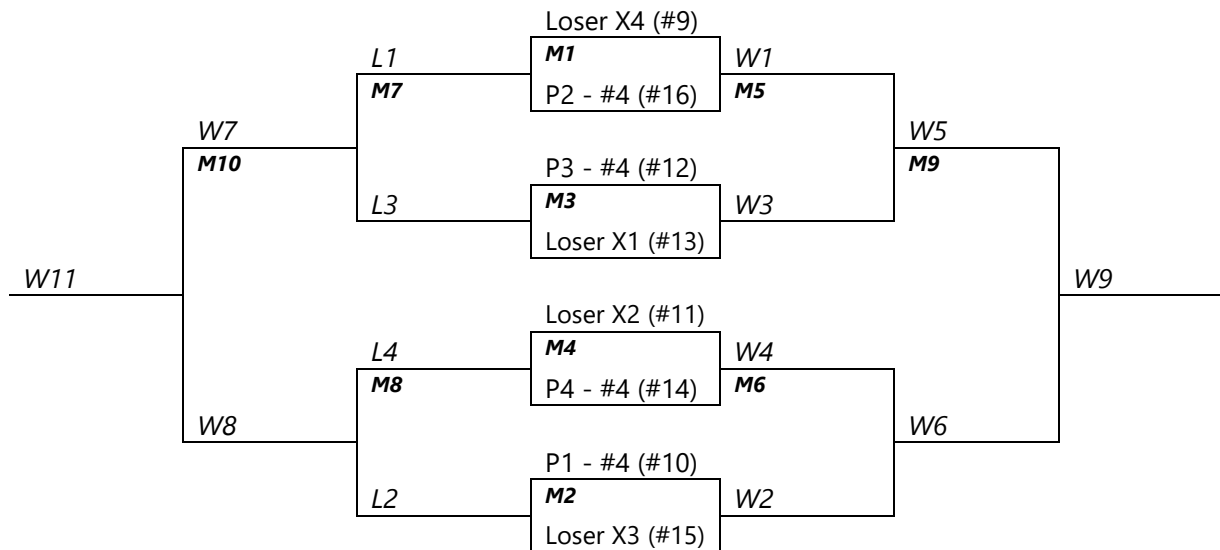 Loser X4 (#9)
L1
M1
W1
M7
P2 - #4 (#16)
M5
W7
W5
M10
P3 - #4 (#12)
M9
L3
M3
W3
Loser X1 (#13)
W11
W9
Loser X2 (#11)
L4
M4
W4
M8
P4 - #4 (#14)
M6
W8
W6
P1 - #4 (#10)
L2
M2
W2
Loser X3 (#15)